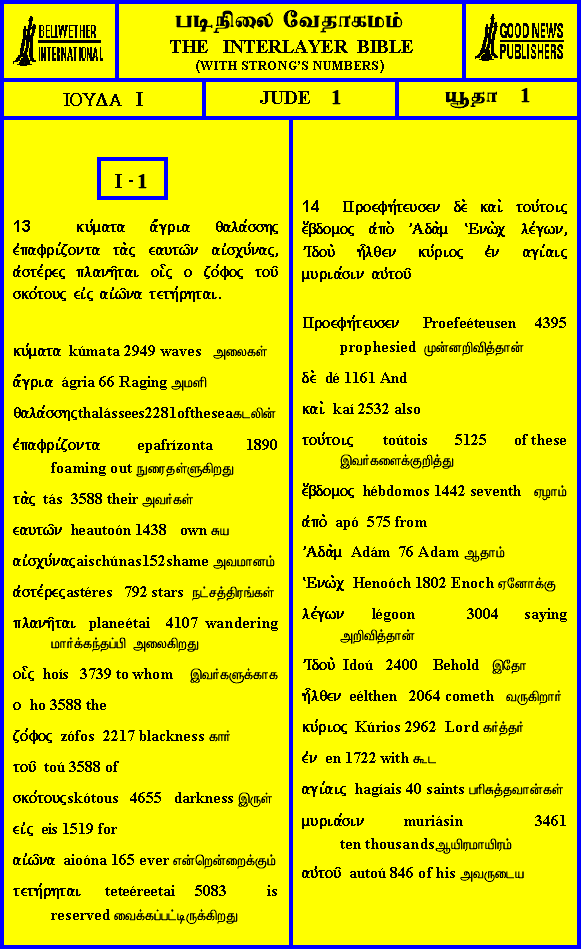 BELLWETHER
INTERNATIONAL
படிநிலை வேதாகமம்
THE INTERLAYER BIBLE
(WITH STRONG'S NUMBERS)
GOOD NEWS
PUBLISHERS
ΙΟΥΔΑ I
JUDE 1
யூதா 1
I - 1
13 κύματα ἄγρια θαλάσσης
ἐπαφρίζοντα τὰς εαυτῶν αἰσχύνας,
ἀστέρες πλανῆται οἷς ο ζόφος τοῦ
σκότους εἰς αἰῶνα τετήρηται.
κύματα kúmata 2949 waves அலைகள்
ἄγρια ágria 66 Raging அமளி
θαλάσσης thalássees 2281 of the sea கடலின்
ἐπαφρίζοντα epafrízonta 1890
foaming out நுரைதள்ளுகிறது
τὰς tás 3588 their அவர்கள்
εαυτῶν heautoón 1438 own சுய
αἰσχύνας aischúnas 152 shame அவமானம்
ἀστέρες astéres 792 stars நட்சத்திரங்கள்
πλανῆται planeétai 4107 wandering
மார்க்கந்தப்பி அலைகிறது
οἷς hoís 3739 to whom இவர்களுக்காக
ο ho 3588 the
ζόφος zófos 2217 blackness கார்
τοῦ toú 3588 of
σκότους skótous 4655 darkness இருள்
εἰς eis 1519 for
αἰῶνα aioóna 165 ever என்றென்றைக்கும்
τετήρηται teteéreetai 5083 is
reserved வைக்கப்பட்டிருக்கிறது
14 Προεφήτευσεν δὲ καὶ τούτοις
ἕβδομος ἀπὸ Ἀδὰμ Ἑνὼχ λέγων,
Ἰδοὺ ἦλθεν κύριος ἐν αγίαις
μυριάσιν αὐτοῦ
Προεφήτευσεν Proefeéteusen 4395
prophesied முன்னறிவித்தான்
δὲ dé 1161 And
καὶ kaí 2532 also
τούτοις toútois 5125 of these
இவர்களைக்குறித்து
ἕβδομος hébdomos 1442 seventh ஏழாம்
ἀπὸ apó 575 from
Ἀδὰμ Adám 76 Adam ஆதாம்
Ἑνὼχ Henoóch 1802 Enoch ஏனோக்கு
λέγων légoon 3004 saying
அறிவித்தான்
Ἰδοὺ Idoú 2400 Behold இதோ
ἦλθεν eélthen 2064 cometh வருகிறார்
κύριος Kúrios 2962 Lord கர்த்தர்
ἐν en 1722 with கூட
αγίαις hagíais 40 saints பரிசுத்தவான்கள்
μυριάσιν muriásin 3461
ten thousands ஆயிரமாயிரம்
αὐτοῦ autoú 846 of his அவருடைய